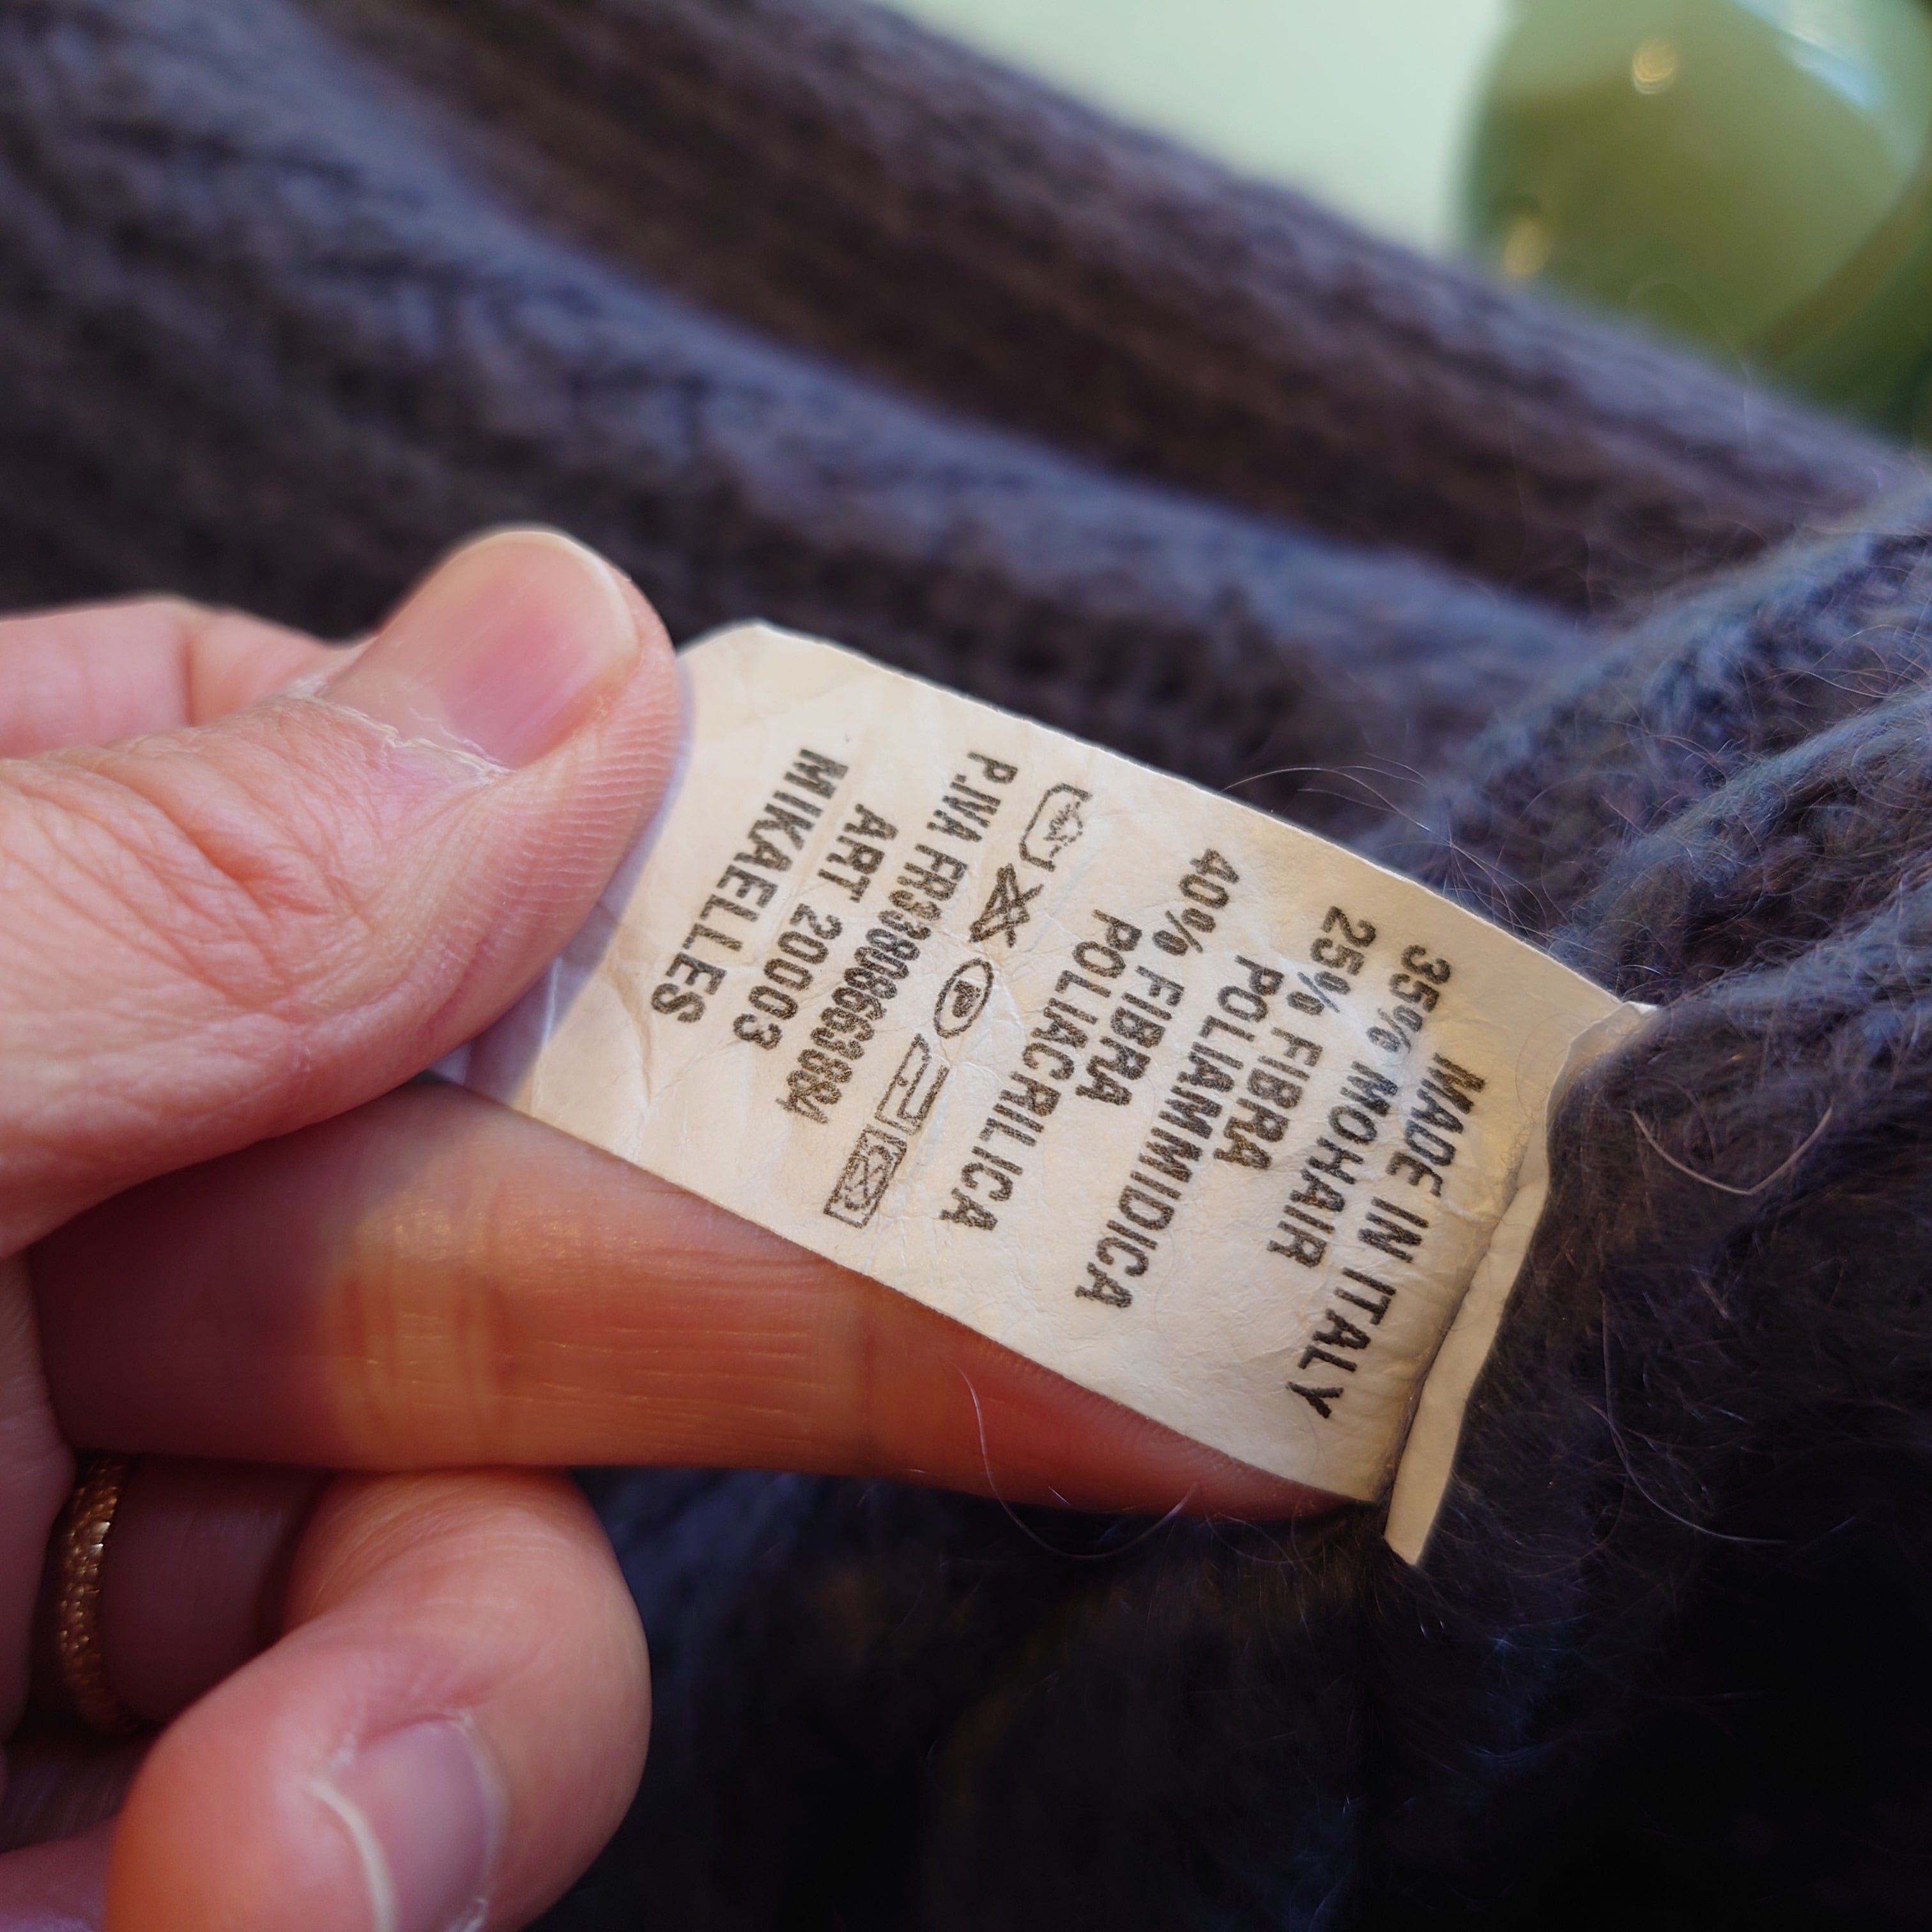 MADE IN ITALY
35% MOHAIR
25% FIBRA
POLIAMMIDICA
40% FIBRA
POLIACRILICA
P.IVA FR33808663884
ART 20003
MIKAELLES